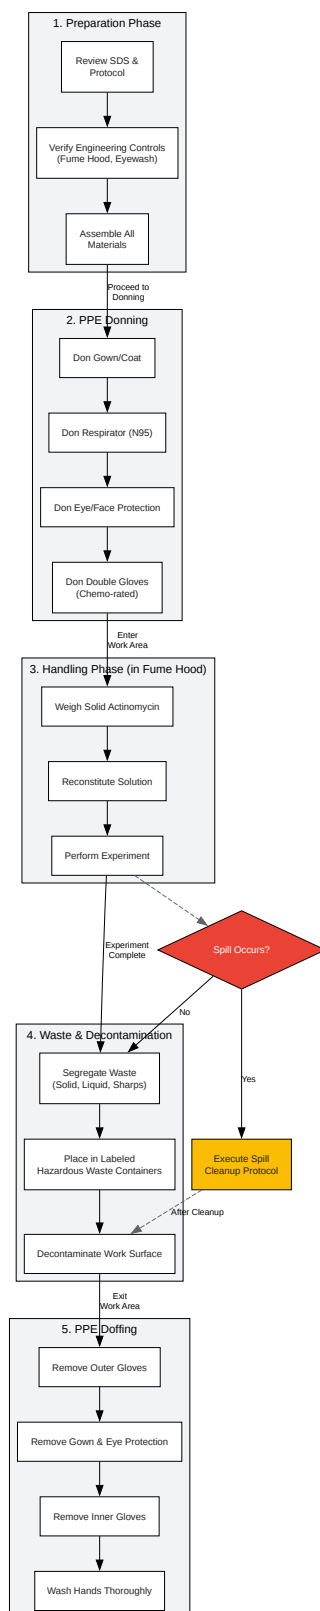 1. Preparation Phase
Review SDS &
Protocol
Verify Engineering Controls
(Fume Hood, Eyewash)
Assemble All
Materials
Proceed to
Donning
2. PPE Donning
Don Gown/Coat
Don Respirator (N95)
Don Eye/Face Protection
Don Double Gloves
(Chemo-rated)
Enter
Work Area
3. Handling Phase (in Fume Hood)
Weigh Solid Actinomycin
Reconstitute Solution
Perform Experiment
Experiment
Complete
Spill Occurs?
No
Yes
4. Waste & Decontamination
Segregate Waste
(Solid, Liquid, Sharps)
Place in Labeled
Hazardous Waste Containers
Execute Spill
Cleanup Protocol
After Cleanup
Decontaminate Work Surface
Exit
Work Area
5. PPE Doffing
Remove Outer Gloves
Remove Gown & Eye Protection
Remove Inner Gloves
Wash Hands Thoroughly